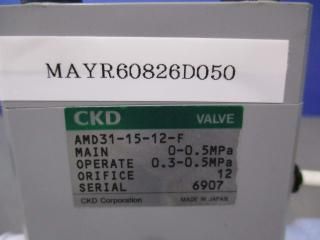 MAYR60826D050
CKD VALVE
AMD31-15-12-F
MAIN 0-0.5MPa
OPERATE 0.3-0.5MPa
ORIFICE 12
SERIAL 6907
CKD Corporation MADE IN JAPAN